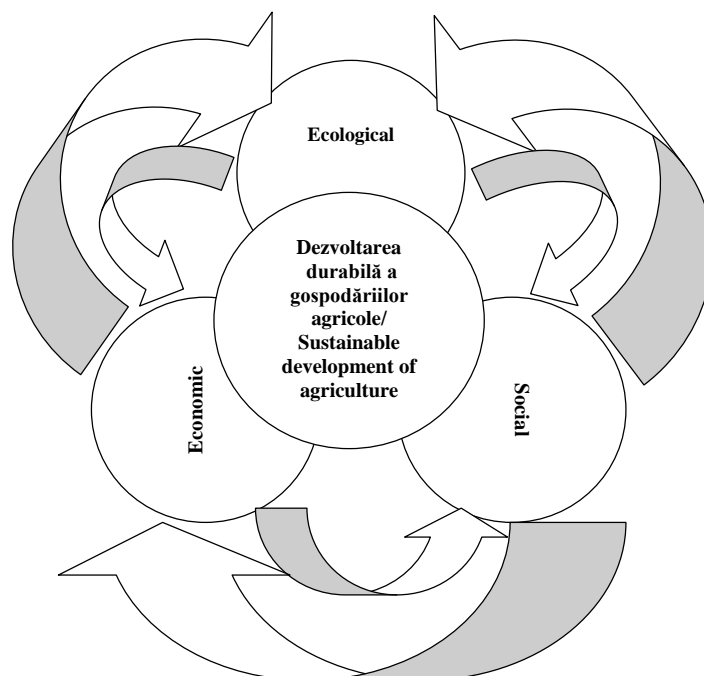 Ecological
Dezvoltarea
durabilă a
gospodăriilor
agricole/
Sustainable
development of
agriculture
Economic
Social